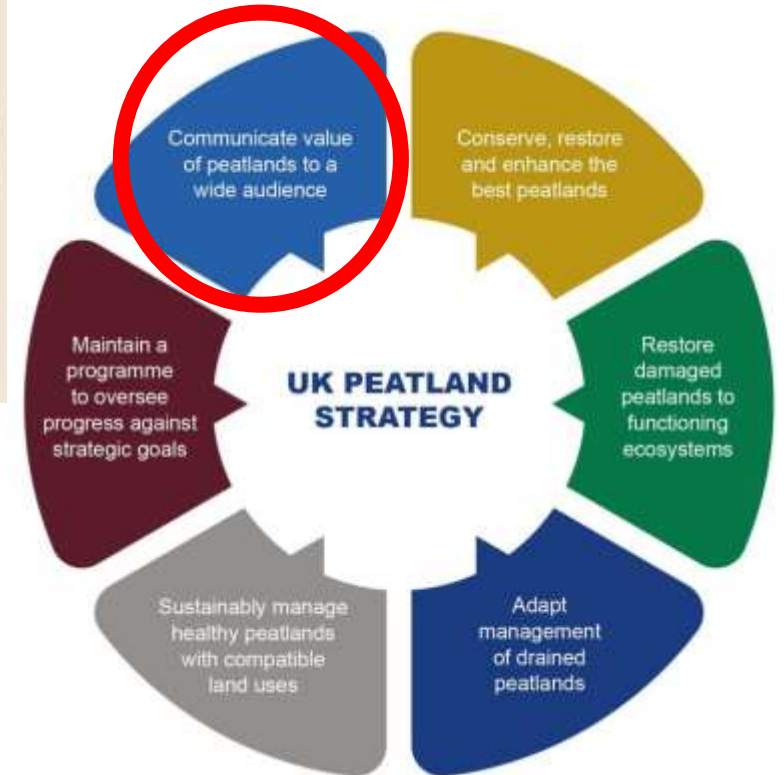 Communicate value
of peatlands to a
wide audience
Conserve, restore
and enhance the
best peatlands
Maintain a
programme
to oversee
progress against
strategic goals
UK PEATLAND
STRATEGY
Restore
damaged
peatlands to
functioning
ecosystems
Sustainably manage
healthy peatlands
with compatible
land uses
Adapt
management
of drained
peatlands